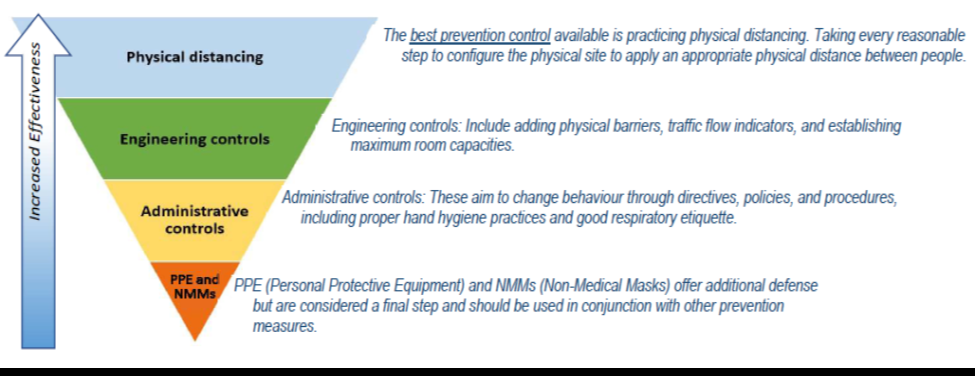 Increased Effectiveness
Physical distancing
The best prevention control available is practicing physical distancing. Taking every reasonable
step to configure the physical site to apply an appropriate physical distance between people.
Engineering controls
Engineering controls: Include adding physical barriers, traffic flow indicators, and establishing
maximum room capacities.
Administrative
controls
Administrative controls: These aim to change behaviour through directives, policies, and procedures,
including proper hand hygiene practices and good respiratory etiquette.
PPE and
NMMs
PPE (Personal Protective Equipment) and NMMs (Non-Medical Masks) offer additional defense
but are considered a final step and should be used in conjunction with other prevention
measures.